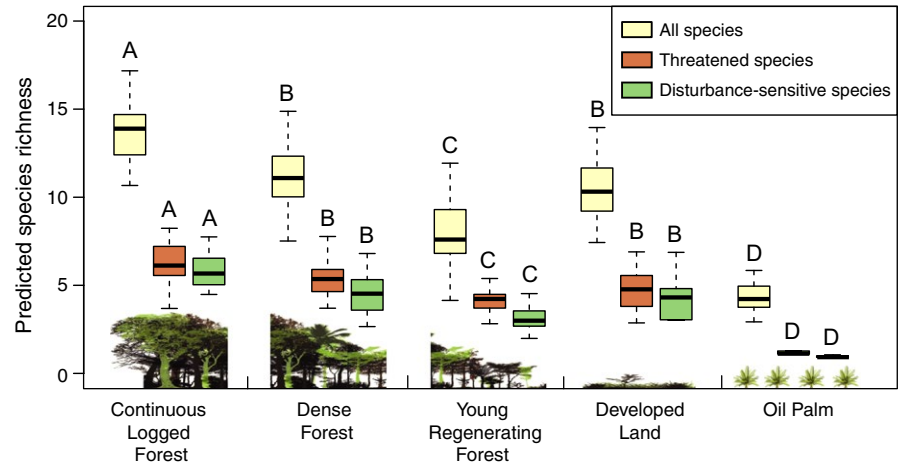 Predicted species richness
20
15
10
5
0
All species
Threatened species
Disturbance-sensitive species
A
A
A
B
B
B
C
C
C
B
B
B
D
D
D
Continuous
Logged
Forest
Dense
Forest
Young
Regenerating
Forest
Developed
Land
Oil Palm